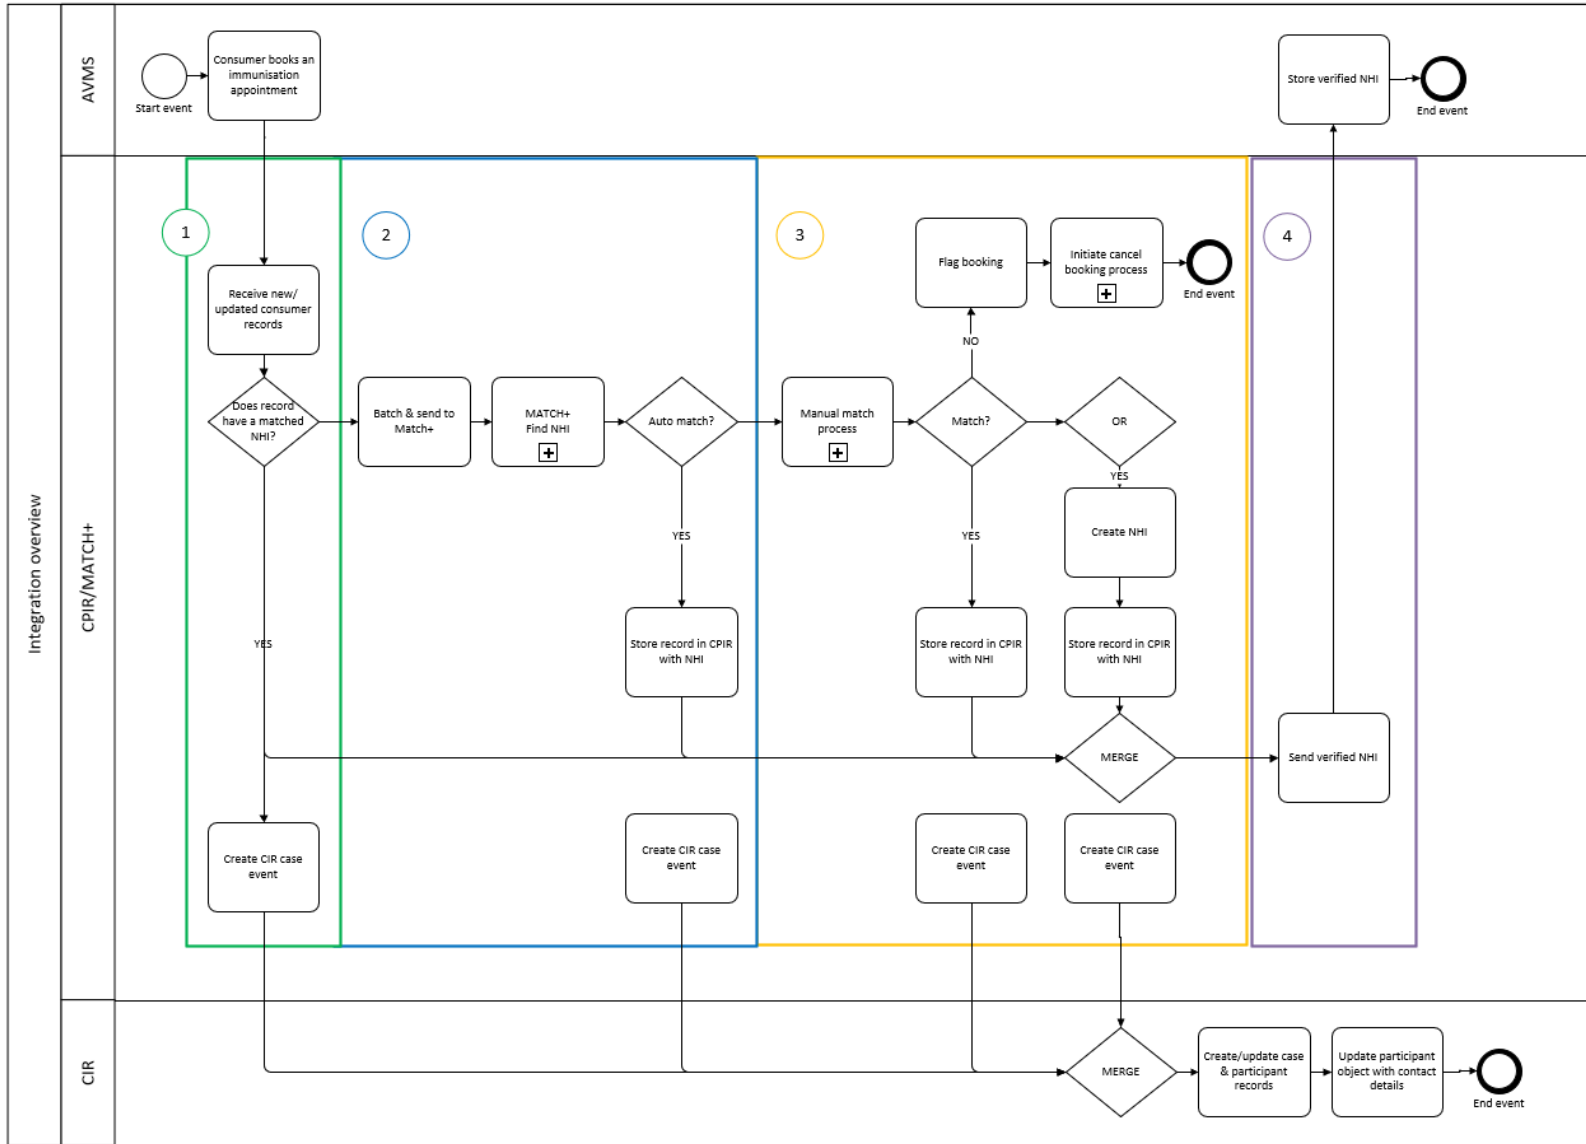 Integration overview
AVMS
Start event
Consumer books an
immunisation
appointment
Store verified NHI
End event
CPIR/MATCH+
1
2
3
4
Receive new/
updated consumer
records
Does record
have a matched
NHI?
YES
Batch & send to
Match+
MATCH+
Find NHI
Auto match?
YES
Store record in CPIR
with NHI
Manual match
process
Match?
NO
Flag booking
Initiate cancel
booking process
End event
YES
Store record in CPIR
with NHI
OR
YES
Create NHI
Store record in CPIR
with NHI
MERGE
Send verified NHI
Create CIR case
event
Create CIR case
event
Create CIR case
event
Create CIR case
event
CIR
MERGE
Create/update case
& participant
records
Update participant
object with contact
details
End event